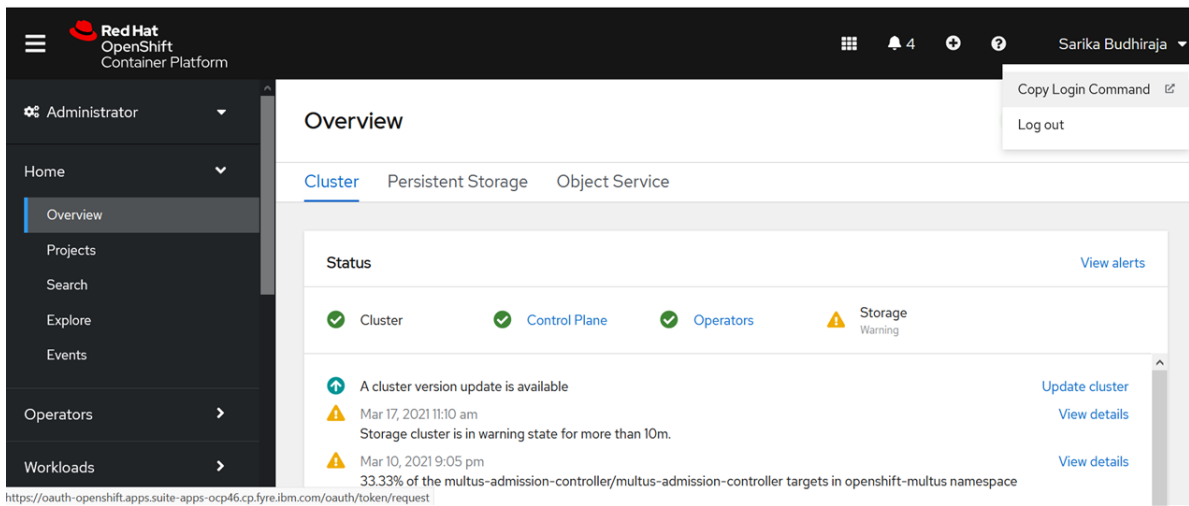 Red Hat
OpenShift
Container Platform
4
Sarika Budhiraja
Copy Login Command
Log out
Administrator
Home
Overview
Projects
Search
Explore
Events
Operators
Workloads
Overview
Cluster Persistent Storage Object Service
Status View alerts
Cluster Control Plane Operators Storage
Warning
A cluster version update is available Update cluster
Mar 17, 2021 11:10 am View details
Storage cluster is in warning state for more than 10m.
Mar 10, 2021 9:05 pm View details
33.33% of the multus-admission-controller/multus-admission-controller targets in openshift-multus namespace
https://oauth-openshift.apps.suite-apps-ocp46.cp.fyre.ibm.com/oauth/token/request